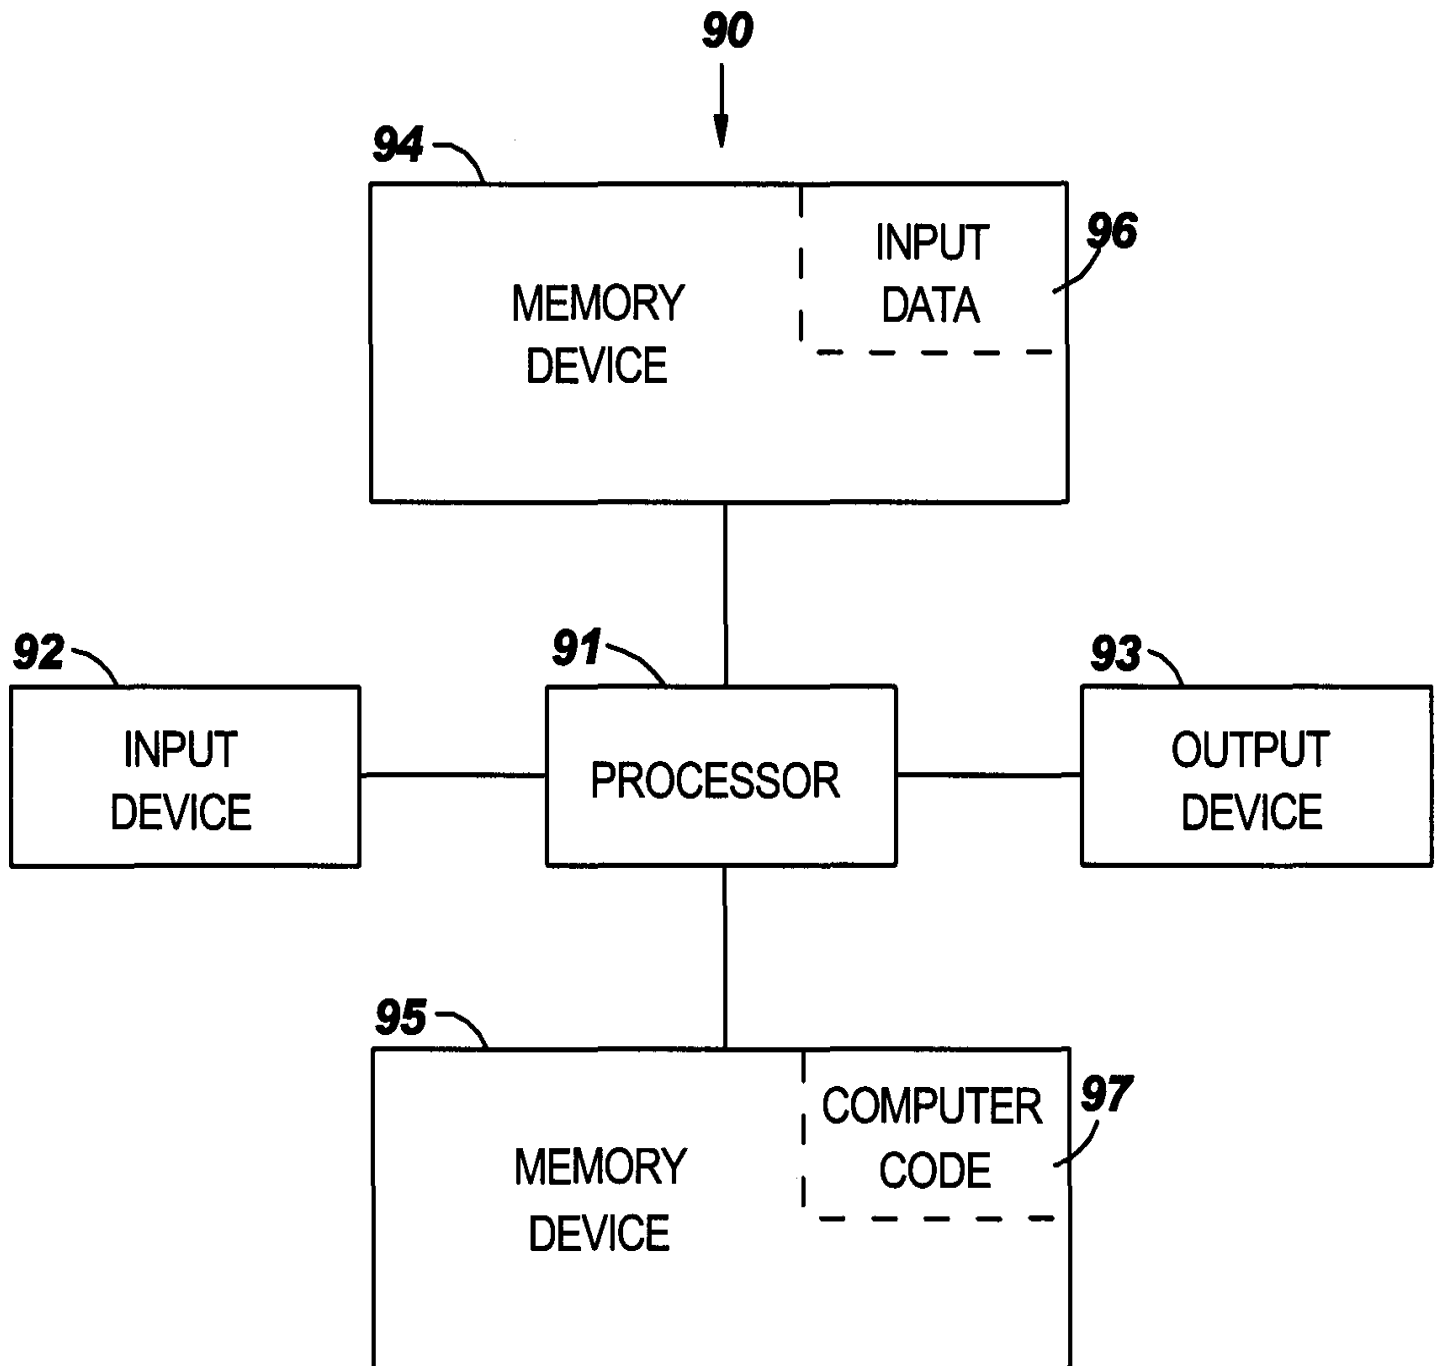 90
94
INPUT
DATA
96
MEMORY
DEVICE
92
91
93
INPUT
DEVICE
PROCESSOR
OUTPUT
DEVICE
95
COMPUTER
CODE
97
MEMORY
DEVICE